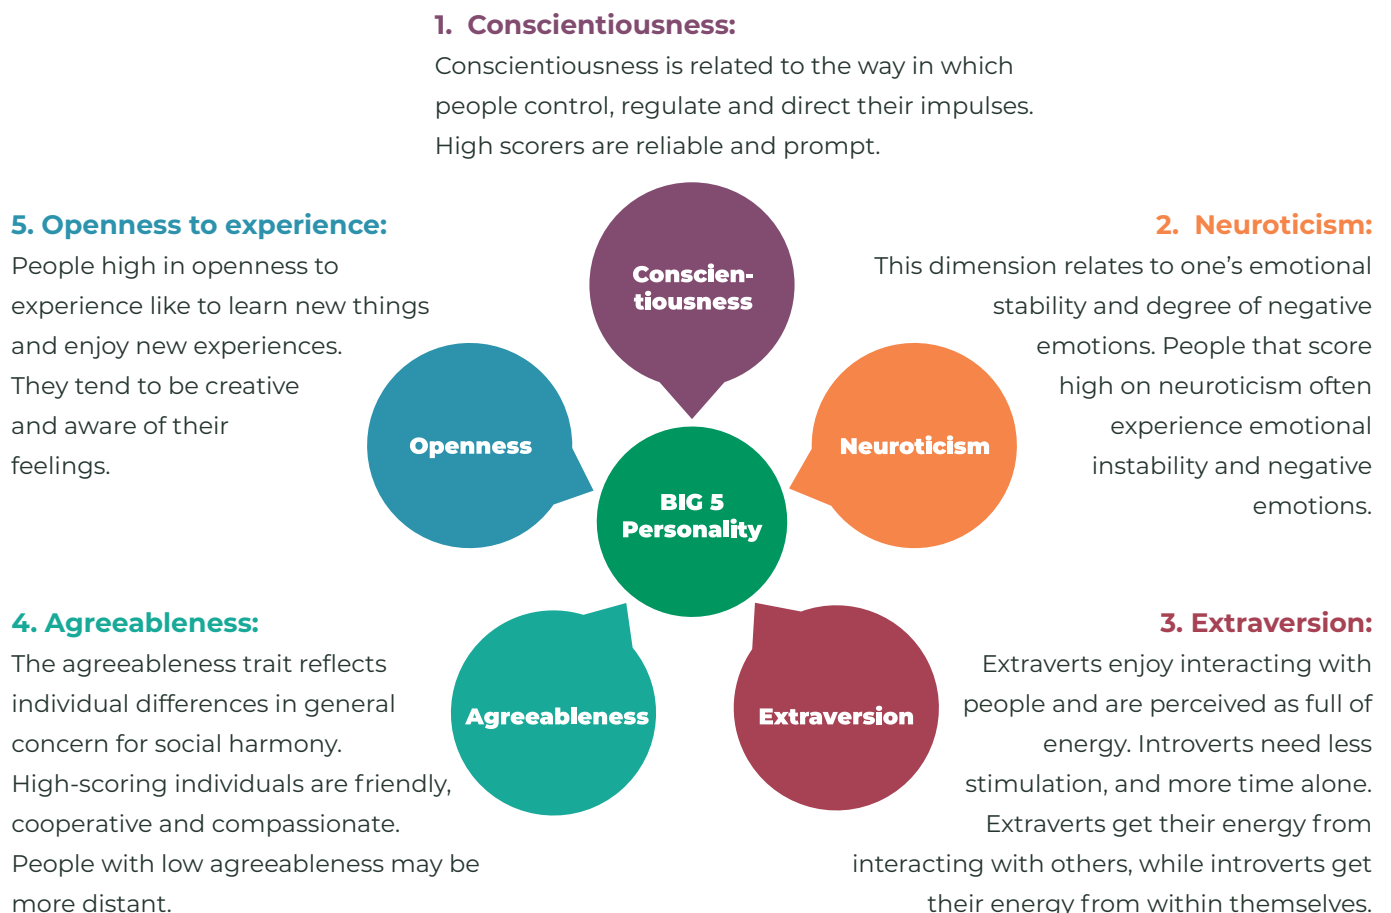 1. Conscientiousness:
Conscientiousness is related to the way in which
people control, regulate and direct their impulses.
High scorers are reliable and prompt.
Conscien-
tiousness
2. Neuroticism:
This dimension relates to one’s emotional
stability and degree of negative
emotions. People that score
high on neuroticism often
experience emotional
instability and negative
emotions.
Neuroticism
3. Extraversion:
Extraverts enjoy interacting with
people and are perceived as full of
energy. Introverts need less
stimulation, and more time alone.
Extraverts get their energy from
interacting with others, while introverts get
their energy from within themselves.
Extraversion
4. Agreeableness:
The agreeableness trait reflects
individual differences in general
concern for social harmony.
High-scoring individuals are friendly,
cooperative and compassionate.
People with low agreeableness may be
more distant.
Agreeableness
5. Openness to experience:
People high in openness to
experience like to learn new things
and enjoy new experiences.
They tend to be creative
and aware of their
feelings.
Openness
BIG 5
Personality